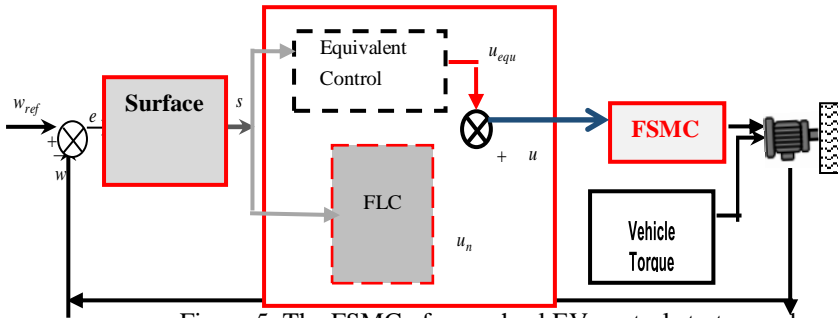 w_ref
+
−
w
e
Surface
s
Equivalent
Control
u_equ
FLC
u_n
+
u
FSMC
Vehicle
Torque